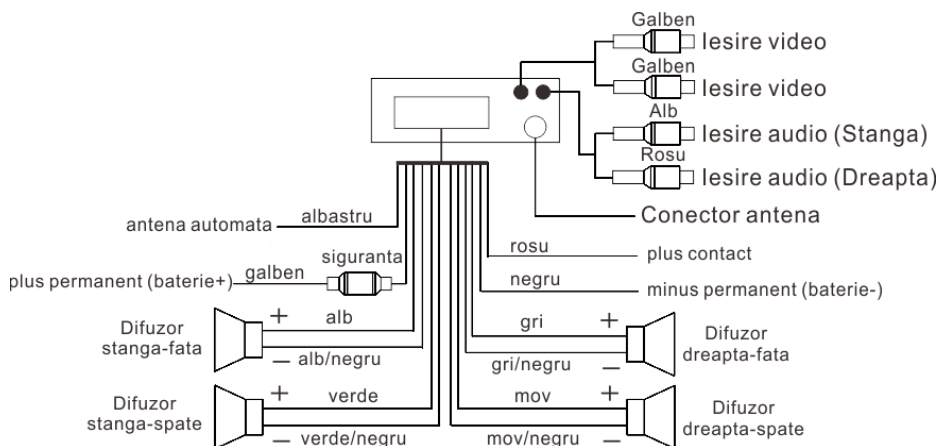 Galben
Iesire video
Galben
Iesire video
Alb
Iesire audio (Stanga)
Rosu
Iesire audio (Dreapta)
Conector antena
antena automata
albastru
rosu
plus contact
siguranta
plus permanent (baterie+)
galben
negru
minus permanent (baterie-)
Difuzor
stanga-fata
+
alb
–
alb/negru
gri
+
gri/negru
–
Difuzor
dreapta-fata
Difuzor
stanga-spate
+
verde
–
verde/negru
mov
+
mov/negru
–
Difuzor
dreapta-spate